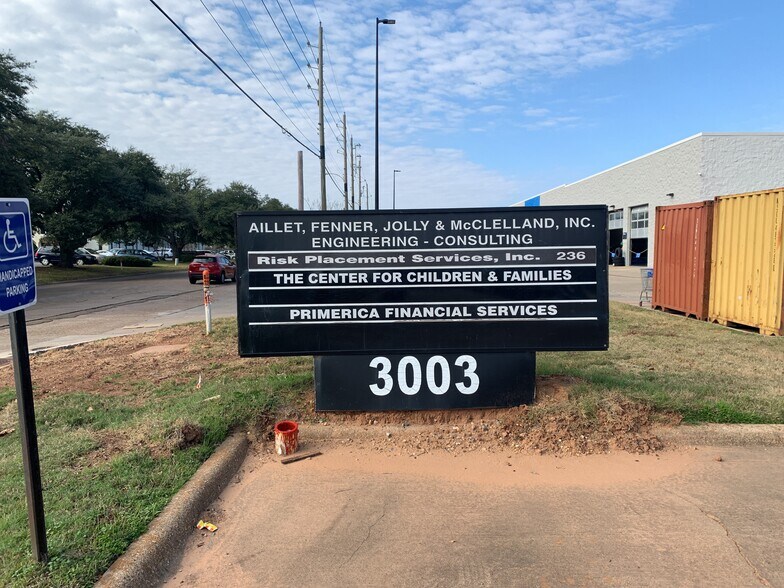 AILLET, FENNER, JOLLY & McCLELLAND, INC.
ENGINEERING - CONSULTING
Risk Placement Services, Inc. 236
THE CENTER FOR CHILDREN & FAMILIES
PRIMERICA FINANCIAL SERVICES
3003
HANDICAPPED
PARKING